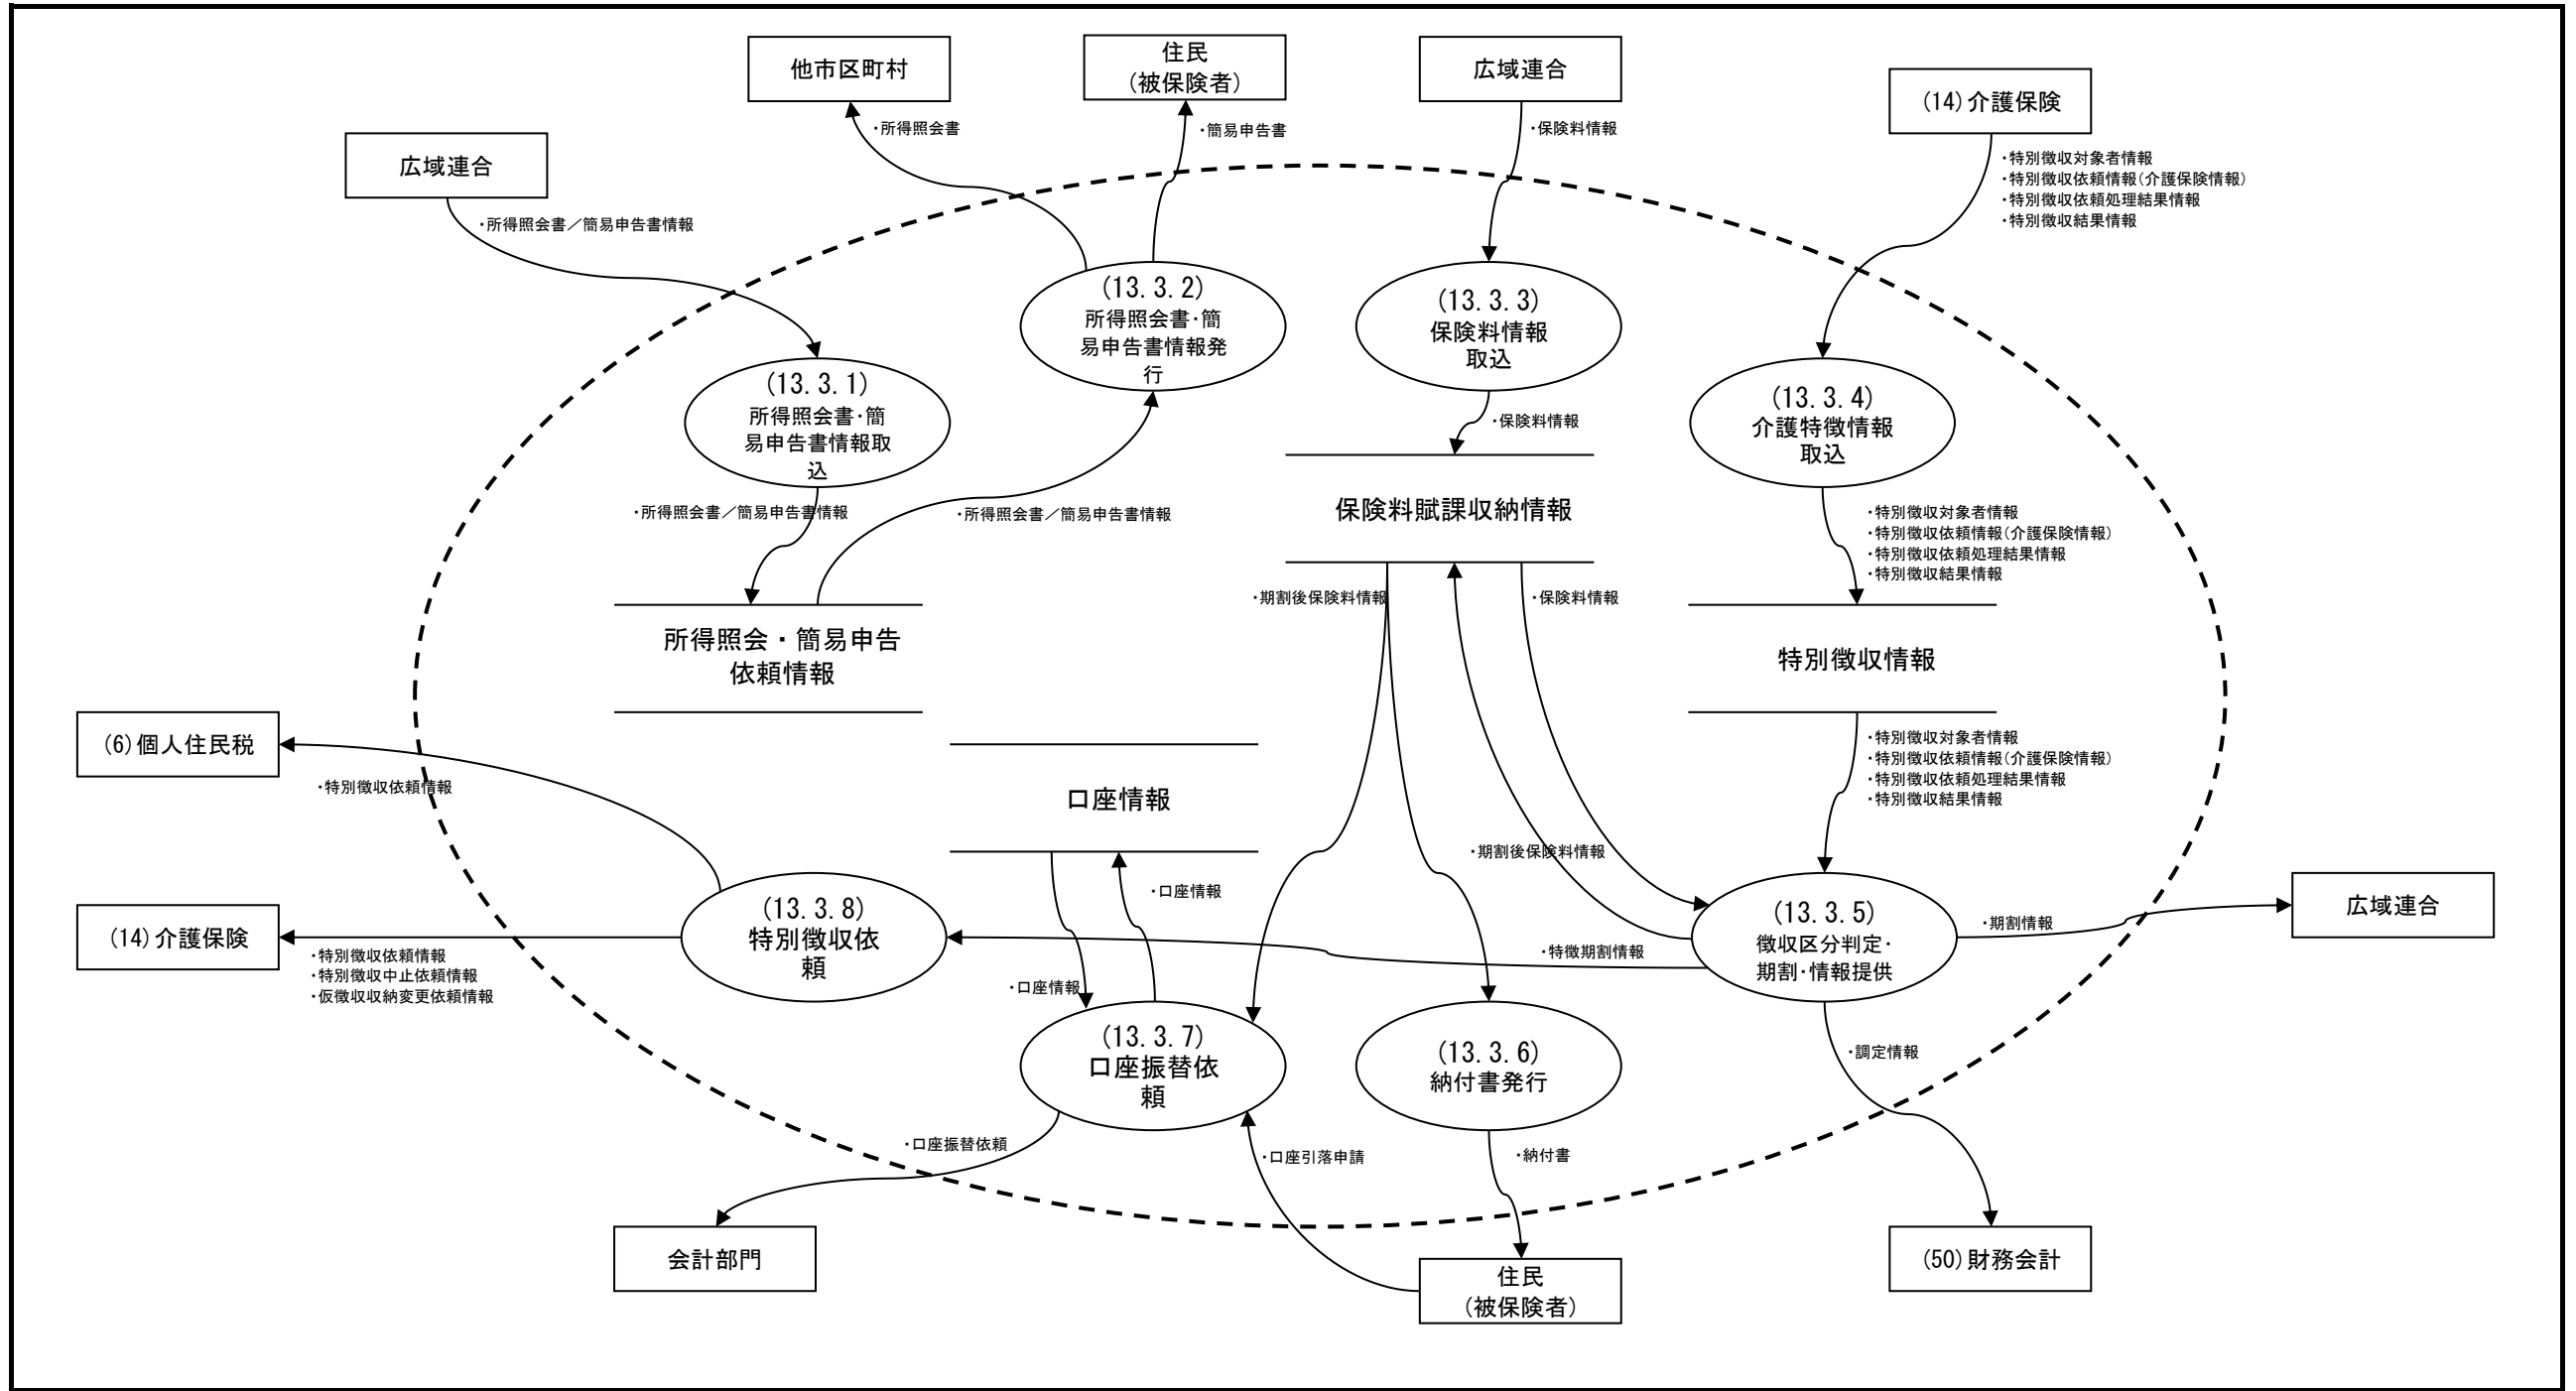 他市区町村
住民
(被保険者)
広域連合
(14)介護保険
広域連合
・所得照会書
・簡易申告書
・保険料情報
・特別徴収対象者情報
・特別徴収依頼情報(介護保険情報)
・特別徴収依頼処理結果情報
・特別徴収結果情報
・所得照会書／簡易申告書情報
(13.3.2)
所得照会書･簡
易申告書情報発
行
(13.3.3)
保険料情報
取込
(13.3.1)
所得照会書･簡
易申告書情報取
込
(13.3.4)
介護特徴情報
取込
・保険料情報
・所得照会書／簡易申告書情報
・所得照会書／簡易申告書情報
保険料賦課収納情報
・特別徴収対象者情報
・特別徴収依頼情報(介護保険情報)
・特別徴収依頼処理結果情報
・特別徴収結果情報
・期割後保険料情報
・保険料情報
所得照会・簡易申告
依頼情報
特別徴収情報
(6)個人住民税
・特別徴収対象者情報
・特別徴収依頼情報(介護保険情報)
・特別徴収依頼処理結果情報
・特別徴収結果情報
・特別徴収依頼情報
口座情報
・期割後保険料情報
・口座情報
(13.3.8)
特別徴収依
頼
(13.3.5)
徴収区分判定･
期割･情報提供
広域連合
(14)介護保険
・期割情報
・特別徴収依頼情報
・特別徴収中止依頼情報
・仮徴収収納変更依頼情報
・特徴期割情報
・口座情報
(13.3.7)
口座振替依
頼
(13.3.6)
納付書発行
・調定情報
・口座振替依頼
・口座引落申請
・納付書
会計部門
住民
(被保険者)
(50)財務会計